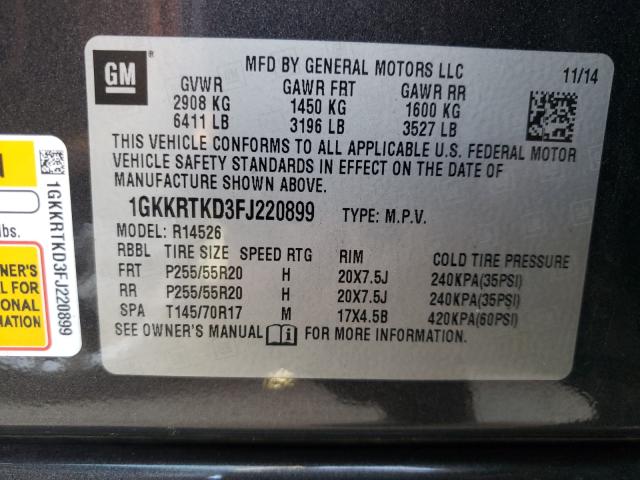 GM
MFD BY GENERAL MOTORS LLC 11/14
GVWR GAWR FRT GAWR RR
2908 KG 1450 KG 1600 KG
6411 LB 3196 LB 3527 LB
THIS VEHICLE CONFORMS TO ALL APPLICABLE U.S. FEDERAL MOTOR
VEHICLE SAFETY STANDARDS IN EFFECT ON THE DATE OF
MANUFACTURE SHOWN ABOVE.
1GKKRTKD3FJ220899 TYPE: M.P.V.
MODEL: R14526
RBBL TIRE SIZE SPEED RTG RIM COLD TIRE PRESSURE
FRT P255/55R20 H 20X7.5J 240KPA(35PSI)
RR P255/55R20 H 20X7.5J 240KPA(35PSI)
SPA T145/70R17 M 17X4.5B 420KPA(60PSI)
SEE OWNER'S MANUAL FOR MORE INFORMATION.
1GKKRTKD3FJ220899
lbs.
OWNER'S
FOR